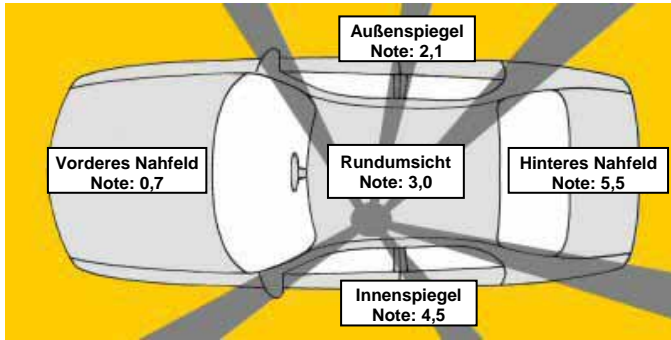 Außenspiegel
Note: 2,1
Vorderes Nahfeld
Note: 0,7
Rundumsicht
Note: 3,0
Hinteres Nahfeld
Note: 5,5
Innenspiegel
Note: 4,5